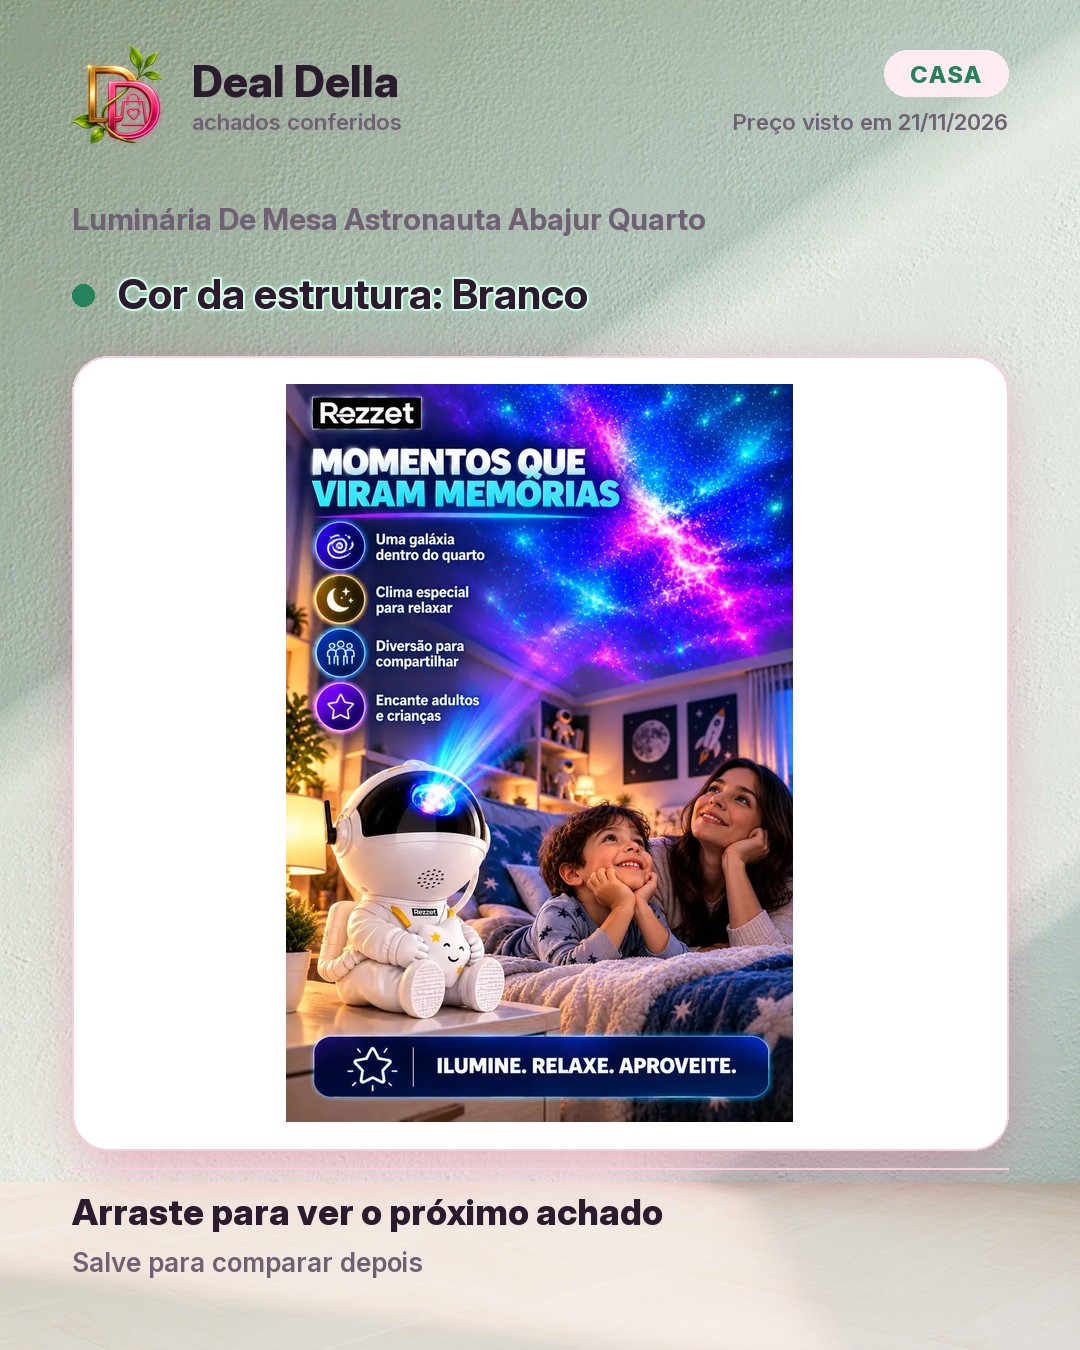 Deal Della
achados conferidos
CASA
Preço visto em 21/11/2026
Luminária De Mesa Astronauta Abajur Quarto
Cor da estrutura: Branco
Rezzet
MOMENTOS QUE
VIRAM MEMÓRIAS
Uma galáxia
dentro do quarto
Clima especial
para relaxar
Diversão para
compartilhar
Encante adultos
e crianças
Rezzet
ILUMINE. RELAXE. APROVEITE.
Arraste para ver o próximo achado
Salve para comparar depois